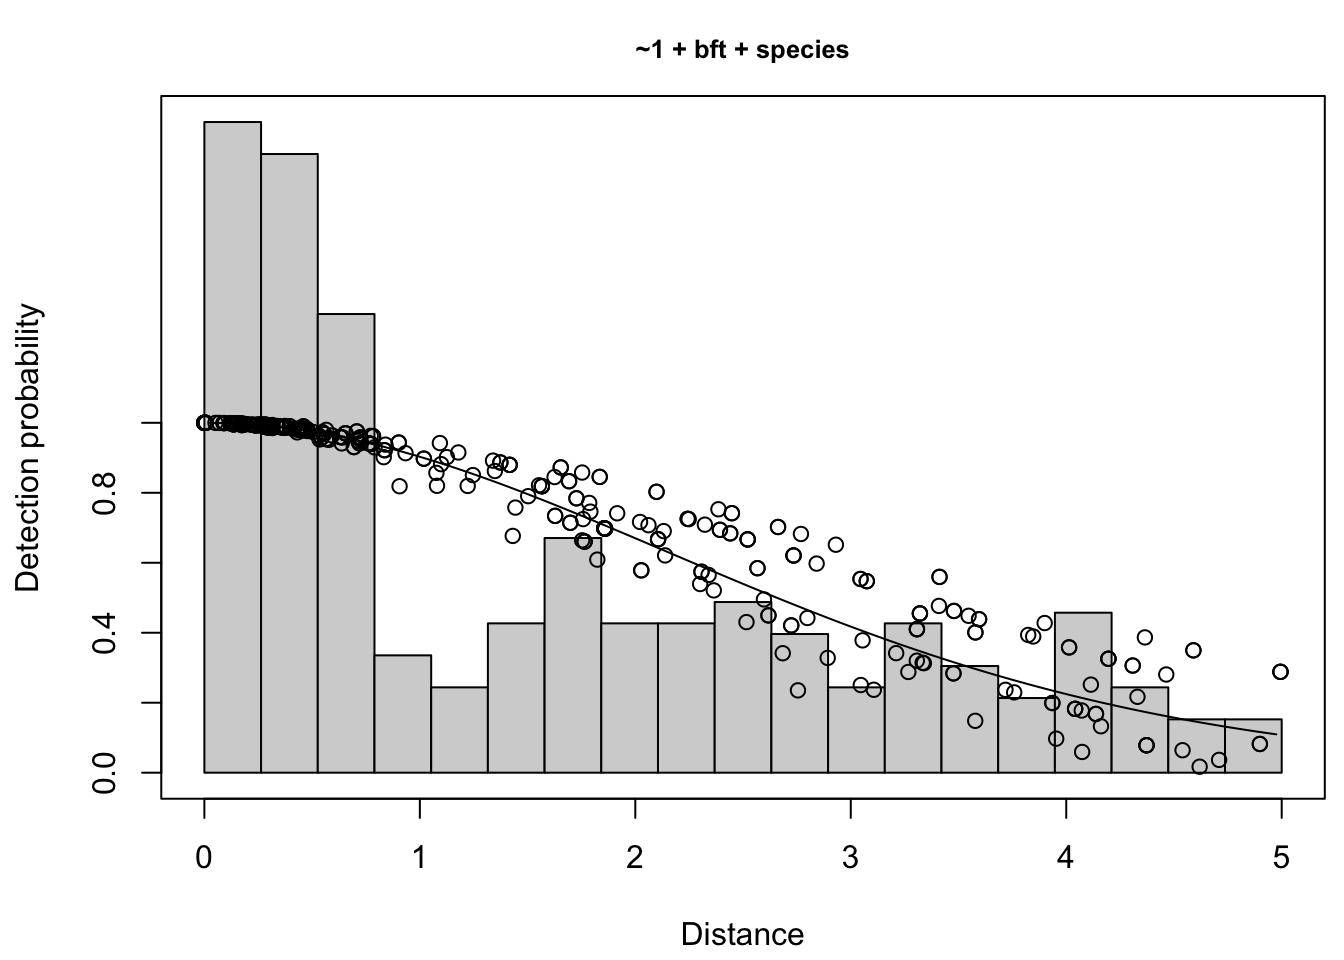 ~1 + bft + species
Detection probability
0.8
0.4
0.0
0 1 2 3 4 5
Distance